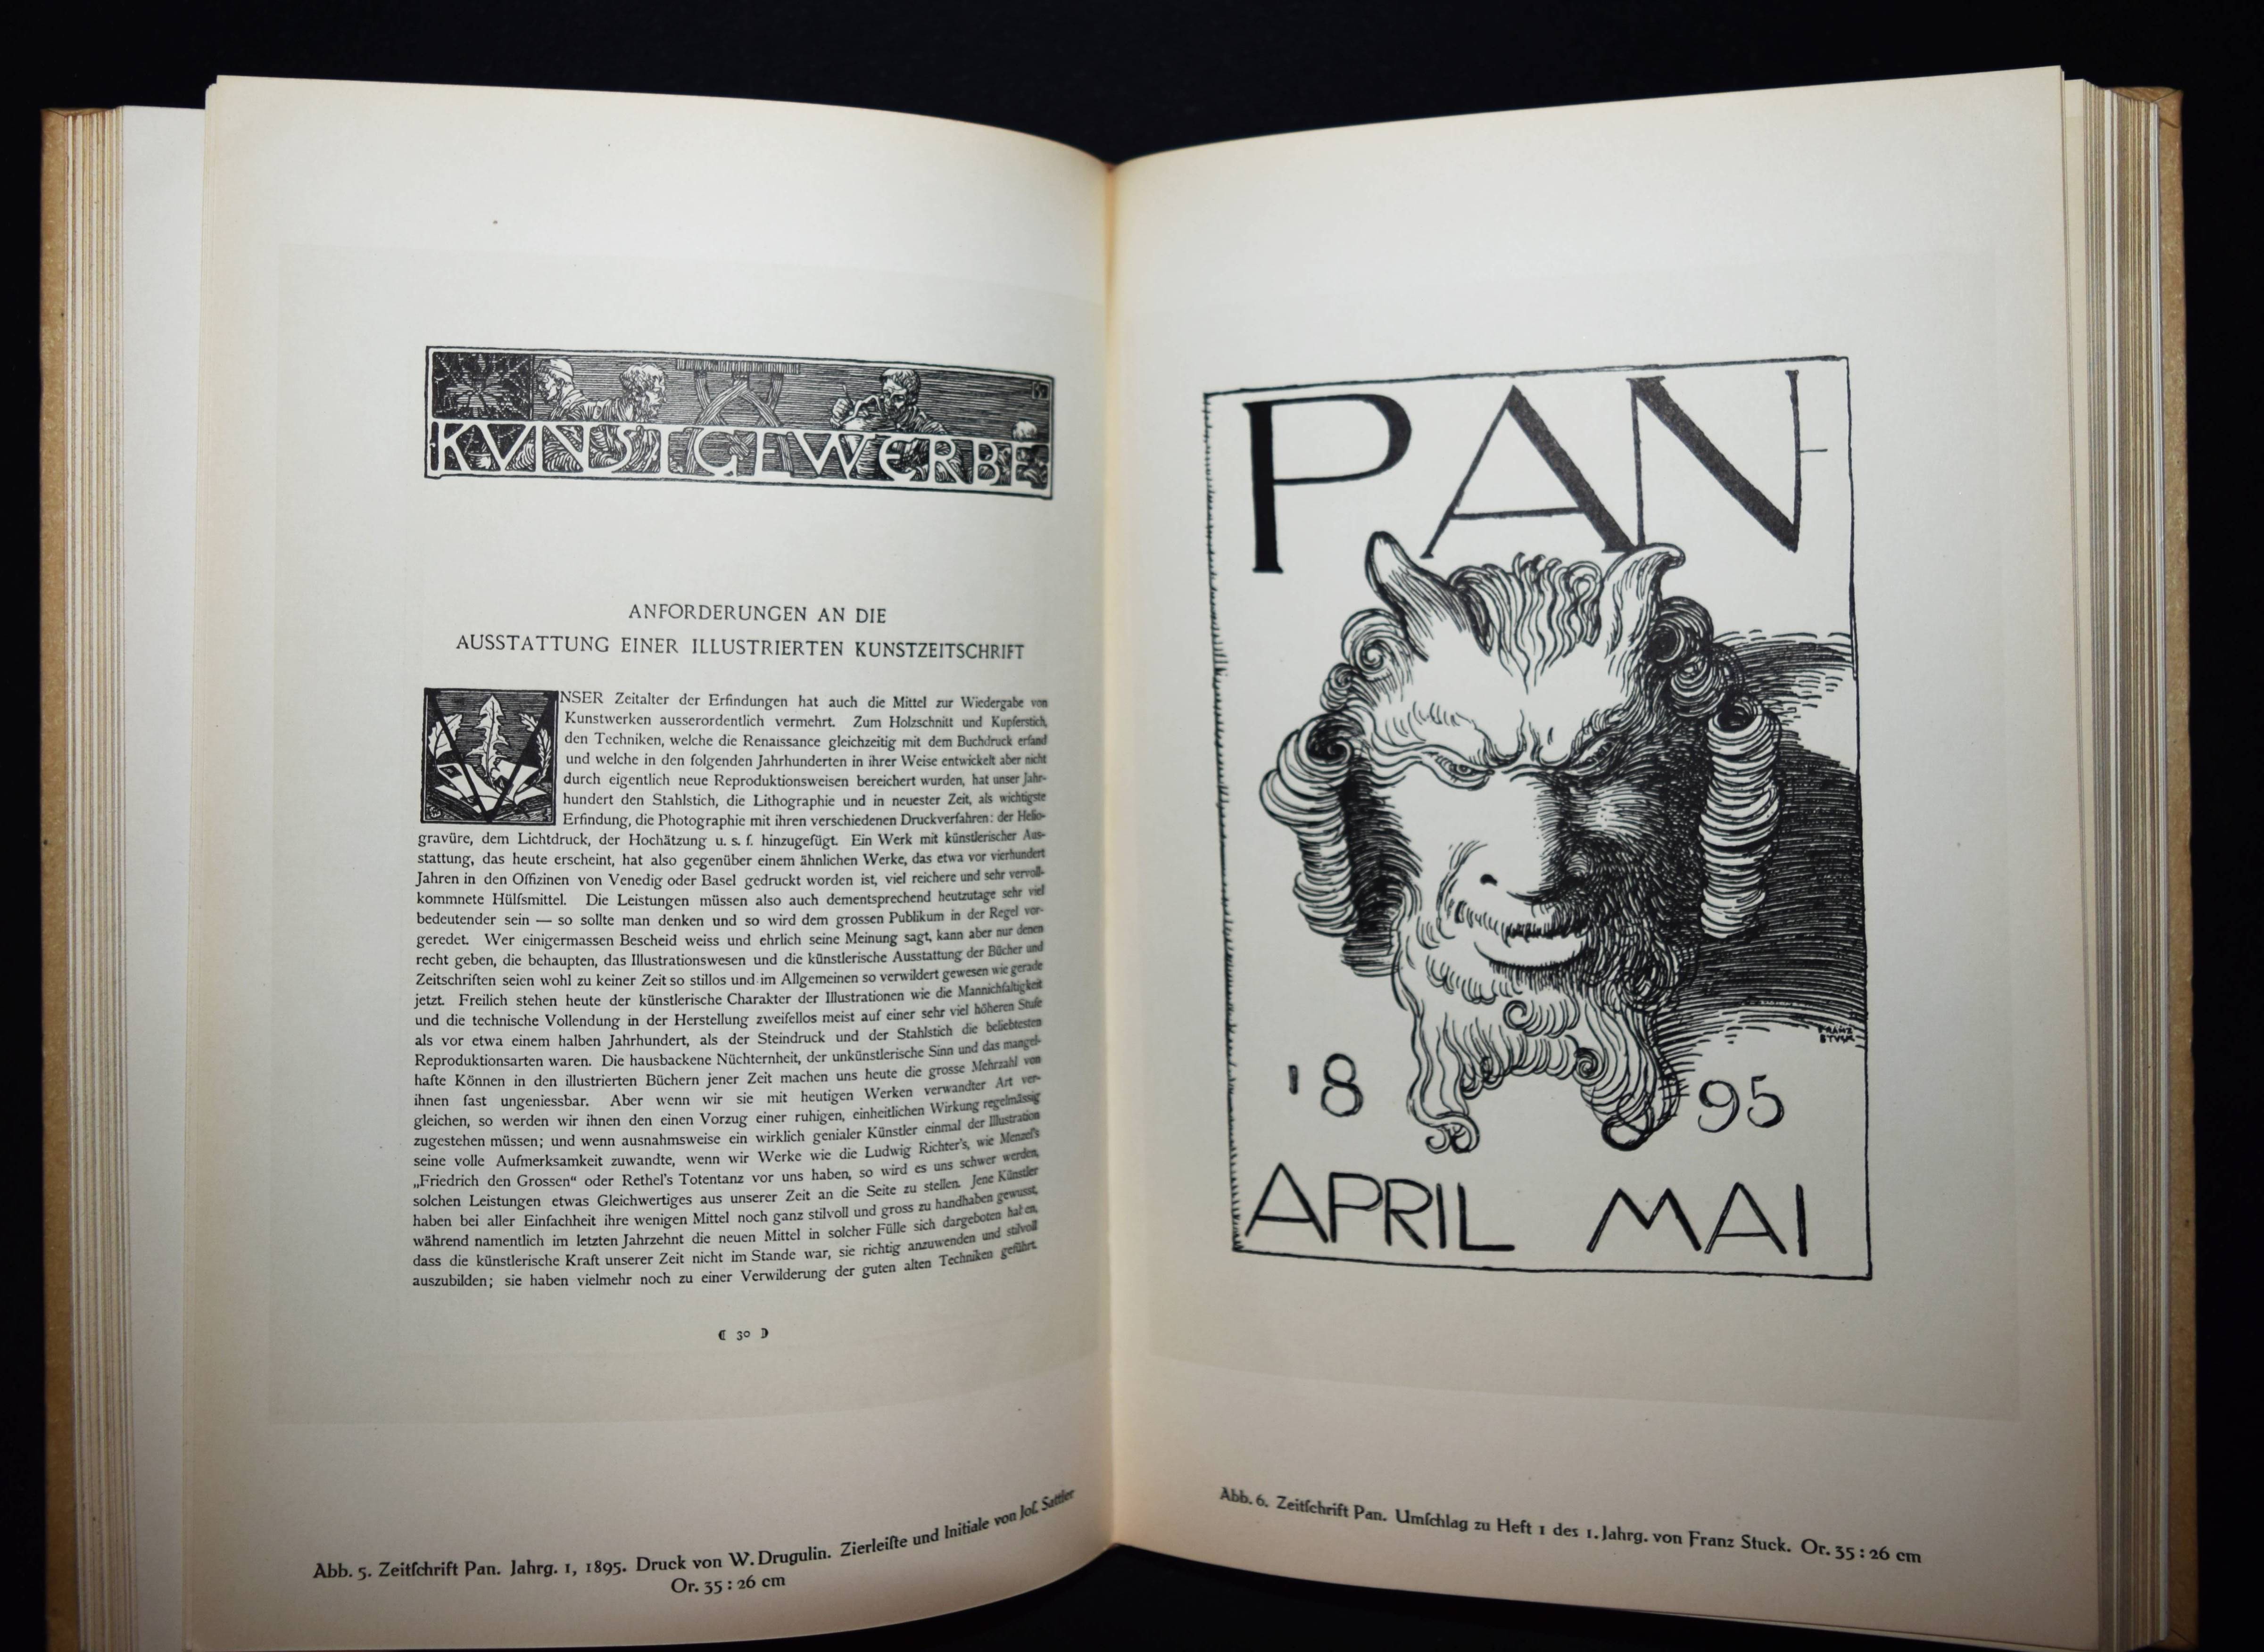 KVNSTGEWERBE
ANFORDERUNGEN AN DIE
AUSSTATTUNG EINER ILLUSTRIERTEN KUNSTZEITSCHRIFT
VNSER Zeitalter der Erfindungen hat auch die Mittel zur Wiedergabe von
Kunstwerken ausserordentlich vermehrt. Zum Holzschnitt und Kupferstich,
den Techniken, welche die Renaissance gleichzeitig mit dem Buchdruck erfand
und welche in den folgenden Jahrhunderten in ihrer Weise entwickelt aber nicht
durch eigentlich neue Reproduktionsweisen bereichert wurden, hat unser Jahr-
hundert den Stahlstich, die Lithographie und in neuester Zeit, als wichtigste
Erfindung, die Photographie mit ihren verschiedenen Druckverfahren: der Helio-
gravüre, dem Lichtdruck, der Hochätzung u. s. f. hinzugefügt. Ein Werk mit künstlerischer Aus-
stattung, das heute erscheint, hat also gegenüber einem ähnlichen Werke, das etwa vor vierhundert
Jahren in den Offizinen von Venedig oder Basel gedruckt worden ist, viel reichere und sehr vervoll-
kommnete Hülfsmittel. Die Leistungen müssen also auch dementsprechend heutzutage sehr viel
bedeutender sein — so sollte man denken und so wird dem grossen Publikum in der Regel vor-
geredet. Wer einigermassen Bescheid weiss und ehrlich seine Meinung sagt, kann aber nur denen
recht geben, die behaupten, das Illustrationswesen und die künstlerische Ausstattung der Bücher und
Zeitschriften seien wohl zu keiner Zeit so stillos und im Allgemeinen so verwildert gewesen wie gerade
jetzt. Freilich stehen heute der künstlerische Charakter der Illustrationen wie die Mannichfaltigkeit
und die technische Vollendung in der Herstellung zweifellos meist auf einer sehr viel höheren Stufe
als vor etwa einem halben Jahrhundert, als der Steindruck und der Stahlstich die beliebtesten
Reproduktionsarten waren. Die hausbackene Nüchternheit, der unkünstlerische Sinn und das mangel-
hafte Können in den illustrierten Büchern jener Zeit machen uns heute die grosse Mehrzahl von
ihnen fast ungeniessbar. Aber wenn wir sie mit heutigen Werken verwandter Art ver-
gleichen, so werden wir ihnen den einen Vorzug einer ruhigen, einheitlichen Wirkung regelmässig
zugestehen müssen; und wenn ausnahmsweise ein wirklich genialer Künstler einmal der Illustration
seine volle Aufmerksamkeit zuwandte, wenn wir Werke wie die Ludwig Richter's, wie Menzel's
„Friedrich den Grossen“ oder Rethel's Totentanz vor uns haben, so wird es uns schwer werden,
solchen Leistungen etwas Gleichwertiges aus unserer Zeit an die Seite zu stellen. Jene Künstler
haben bei aller Einfachheit ihre wenigen Mittel noch ganz stilvoll und gross zu handhaben gewusst,
während namentlich im letzten Jahrzehnt die neuen Mittel in solcher Fülle sich dargeboten haben,
dass die künstlerische Kraft unserer Zeit nicht im Stande war, sie richtig anzuwenden und stilvoll
auszubilden; sie haben vielmehr noch zu einer Verwilderung der guten alten Techniken geführt.
30
Abb. 5. Zeitſchrift Pan. Jahrg. 1, 1895. Druck von W. Drugulin. Zierleiſte und Initiale von Joſ. Sattler
Or. 35 : 26 cm
PAN
FRANZ
STVCK
18 95
APRIL MAI
Abb. 6. Zeitſchrift Pan. Umſchlag zu Heft 1 des 1. Jahrg. von Franz Stuck. Or. 35 : 26 cm